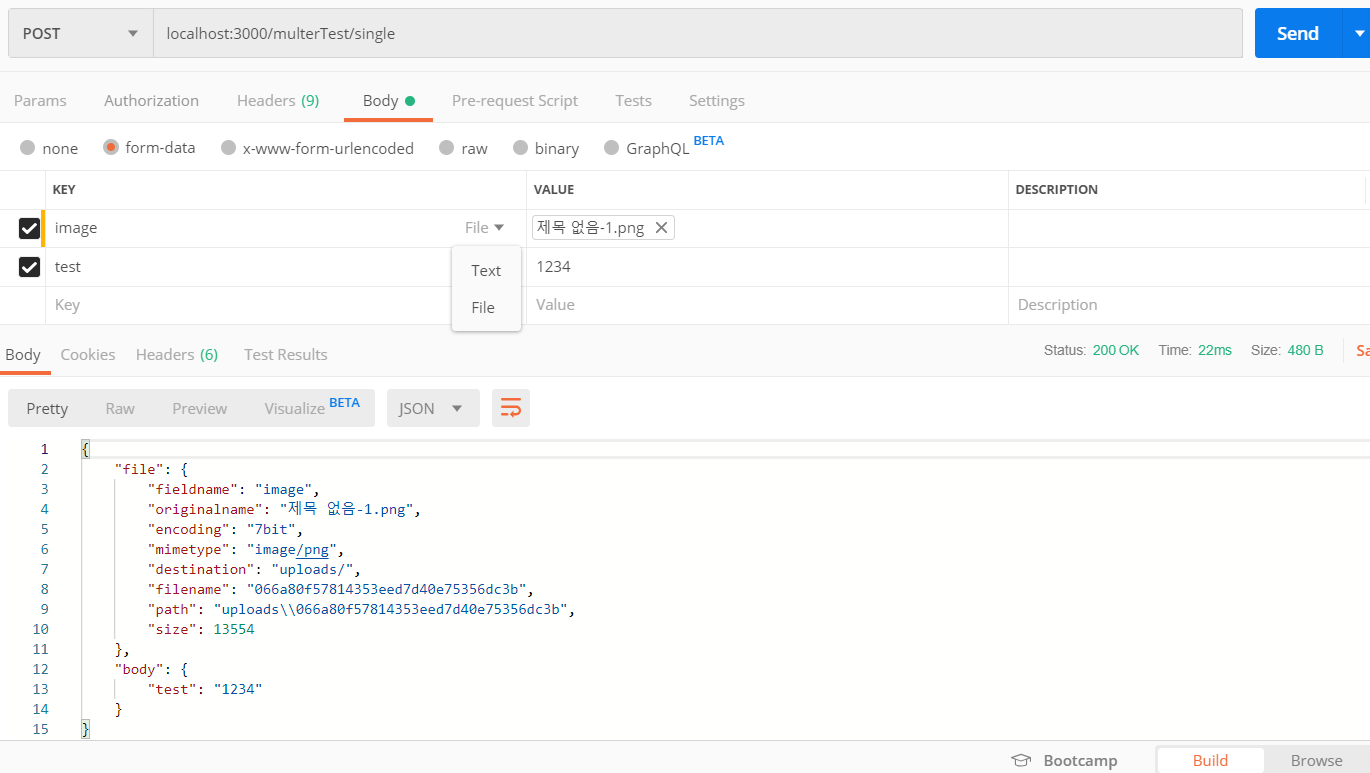 POST localhost:3000/multerTest/single Send
Params Authorization Headers (9) Body Pre-request Script Tests Settings
none form-data x-www-form-urlencoded raw binary GraphQL BETA
KEY VALUE DESCRIPTION
image File 제목 없음-1.png
test 1234
Text
Key Value Description
File
Body Cookies Headers (6) Test Results Status: 200 OK Time: 22ms Size: 480 B Sa
Pretty Raw Preview Visualize BETA JSON
1 {
2 "file": {
3 "fieldname": "image",
4 "originalname": "제목 없음-1.png",
5 "encoding": "7bit",
6 "mimetype": "image/png",
7 "destination": "uploads/",
8 "filename": "066a80f57814353eed7d40e75356dc3b",
9 "path": "uploads\\066a80f57814353eed7d40e75356dc3b",
10 "size": 13554
11 },
12 "body": {
13 "test": "1234"
14 }
15 }
Bootcamp Build Browse